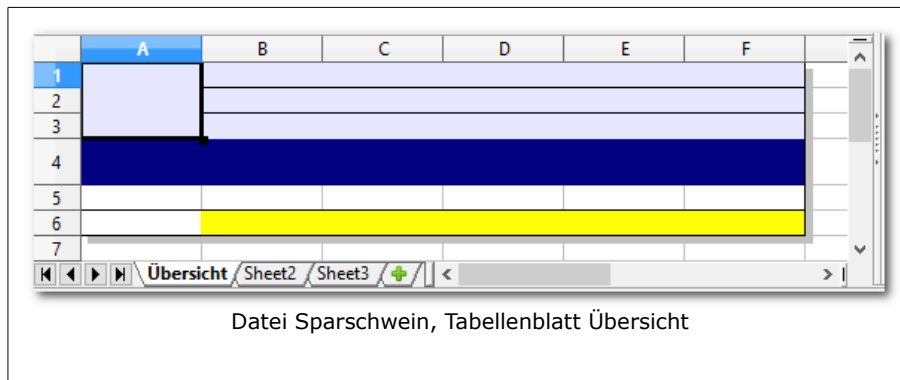 A B C D E F
1
2
3
4
5
6
7
Übersicht Sheet2 Sheet3
Datei Sparschwein, Tabellenblatt Übersicht